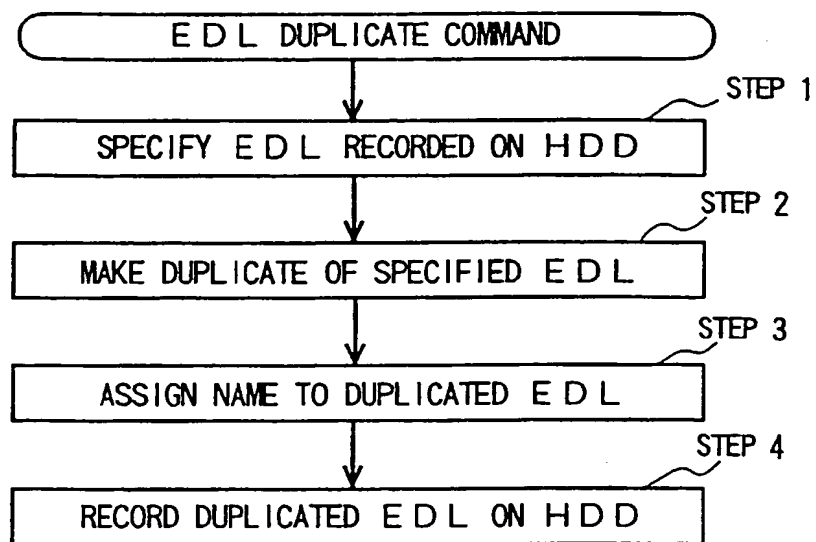 EDL DUPLICATE COMMAND
STEP 1
SPECIFY EDL RECORDED ON HDD
STEP 2
MAKE DUPLICATE OF SPECIFIED EDL
STEP 3
ASSIGN NAME TO DUPLICATED EDL
STEP 4
RECORD DUPLICATED EDL ON HDD